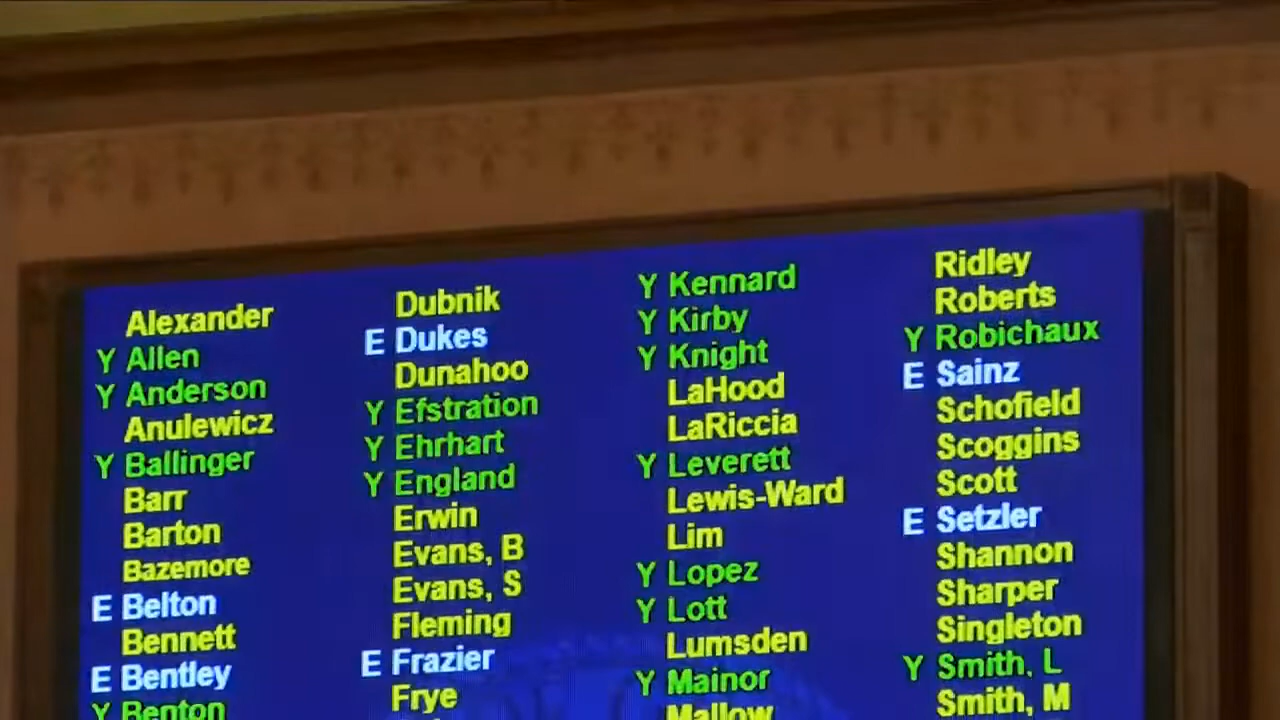 Alexander
Y Allen
Y Anderson
Anulewicz
Y Ballinger
Barr
Barton
Bazemore
E Belton
Bennett
E Bentley
Y Benton
Dubnik
E Dukes
Dunahoo
Y Efstration
Y Ehrhart
Y England
Erwin
Evans, B
Evans, S
Fleming
E Frazier
Frye
Y Kennard
Y Kirby
Y Knight
LaHood
LaRiccia
Y Leverett
Lewis-Ward
Lim
Y Lopez
Y Lott
Lumsden
Y Mainor
Mallow
Ridley
Roberts
Y Robichaux
E Sainz
Schofield
Scoggins
Scott
E Setzler
Shannon
Sharper
Singleton
Y Smith, L
Smith, M